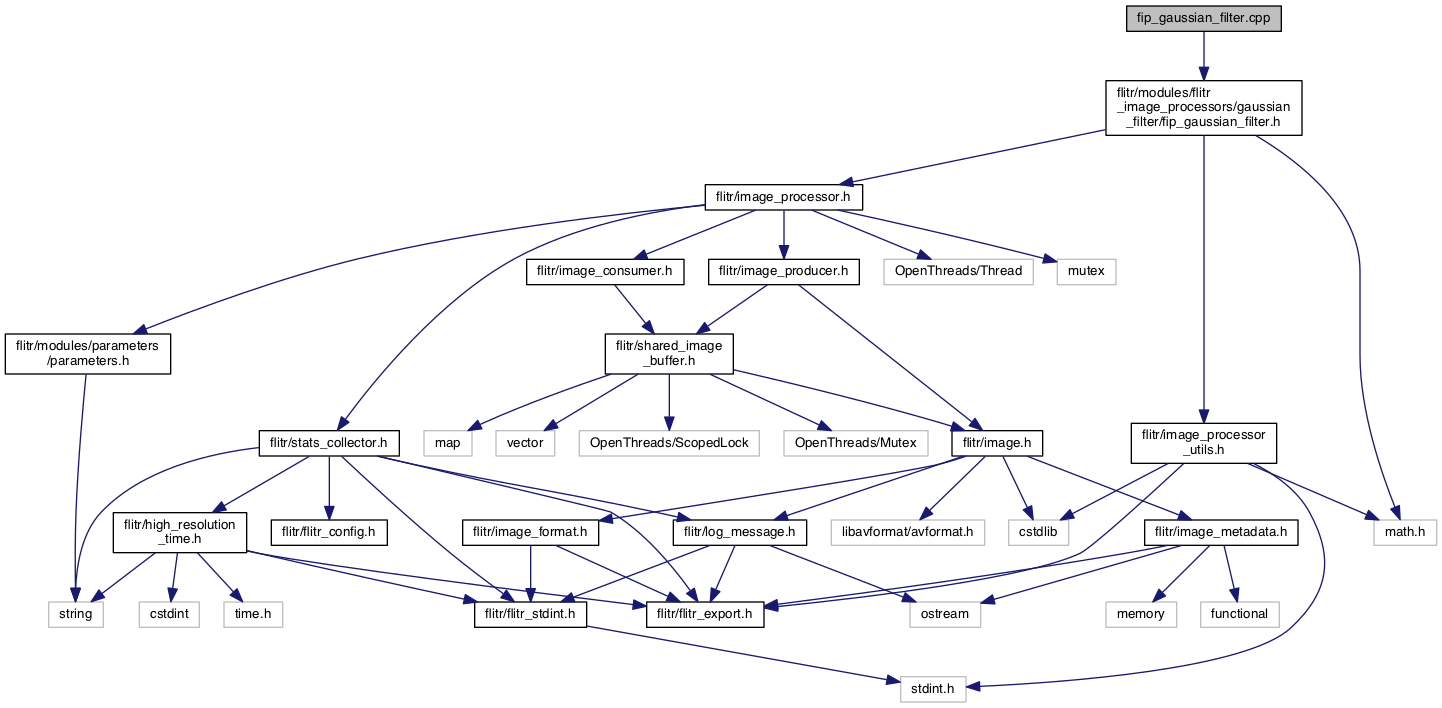 fip_gaussian_filter.cpp
flitr/modules/flitr
_image_processors/gaussian
_filter/fip_gaussian_filter.h
flitr/image_processor.h
flitr/image_consumer.h
flitr/image_producer.h
OpenThreads/Thread
mutex
flitr/modules/parameters
/parameters.h
flitr/shared_image
_buffer.h
flitr/stats_collector.h
map
vector
OpenThreads/ScopedLock
OpenThreads/Mutex
flitr/image.h
flitr/image_processor
_utils.h
flitr/high_resolution
_time.h
flitr/flitr_config.h
flitr/image_format.h
flitr/log_message.h
libavformat/avformat.h
cstdlib
flitr/image_metadata.h
math.h
string
cstdint
time.h
flitr/flitr_stdint.h
flitr/flitr_export.h
ostream
memory
functional
stdint.h